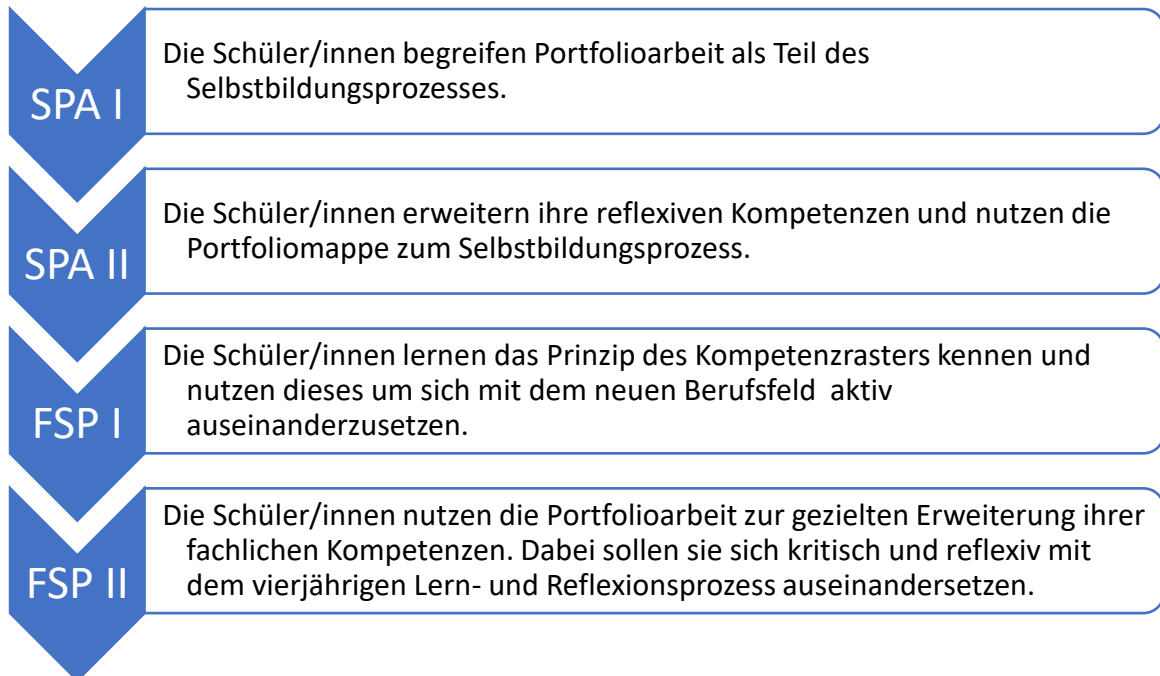 SPA I
Die Schüler/innen begreifen Portfolioarbeit als Teil des
Selbstbildungsprozesses.
SPA II
Die Schüler/innen erweitern ihre reflexiven Kompetenzen und nutzen die
Portfoliomappe zum Selbstbildungsprozess.
FSP I
Die Schüler/innen lernen das Prinzip des Kompetenzrasters kennen und
nutzen dieses um sich mit dem neuen Berufsfeld aktiv
auseinanderzusetzen.
FSP II
Die Schüler/innen nutzen die Portfolioarbeit zur gezielten Erweiterung ihrer
fachlichen Kompetenzen. Dabei sollen sie sich kritisch und reflexiv mit
dem vierjährigen Lern- und Reflexionsprozess auseinandersetzen.